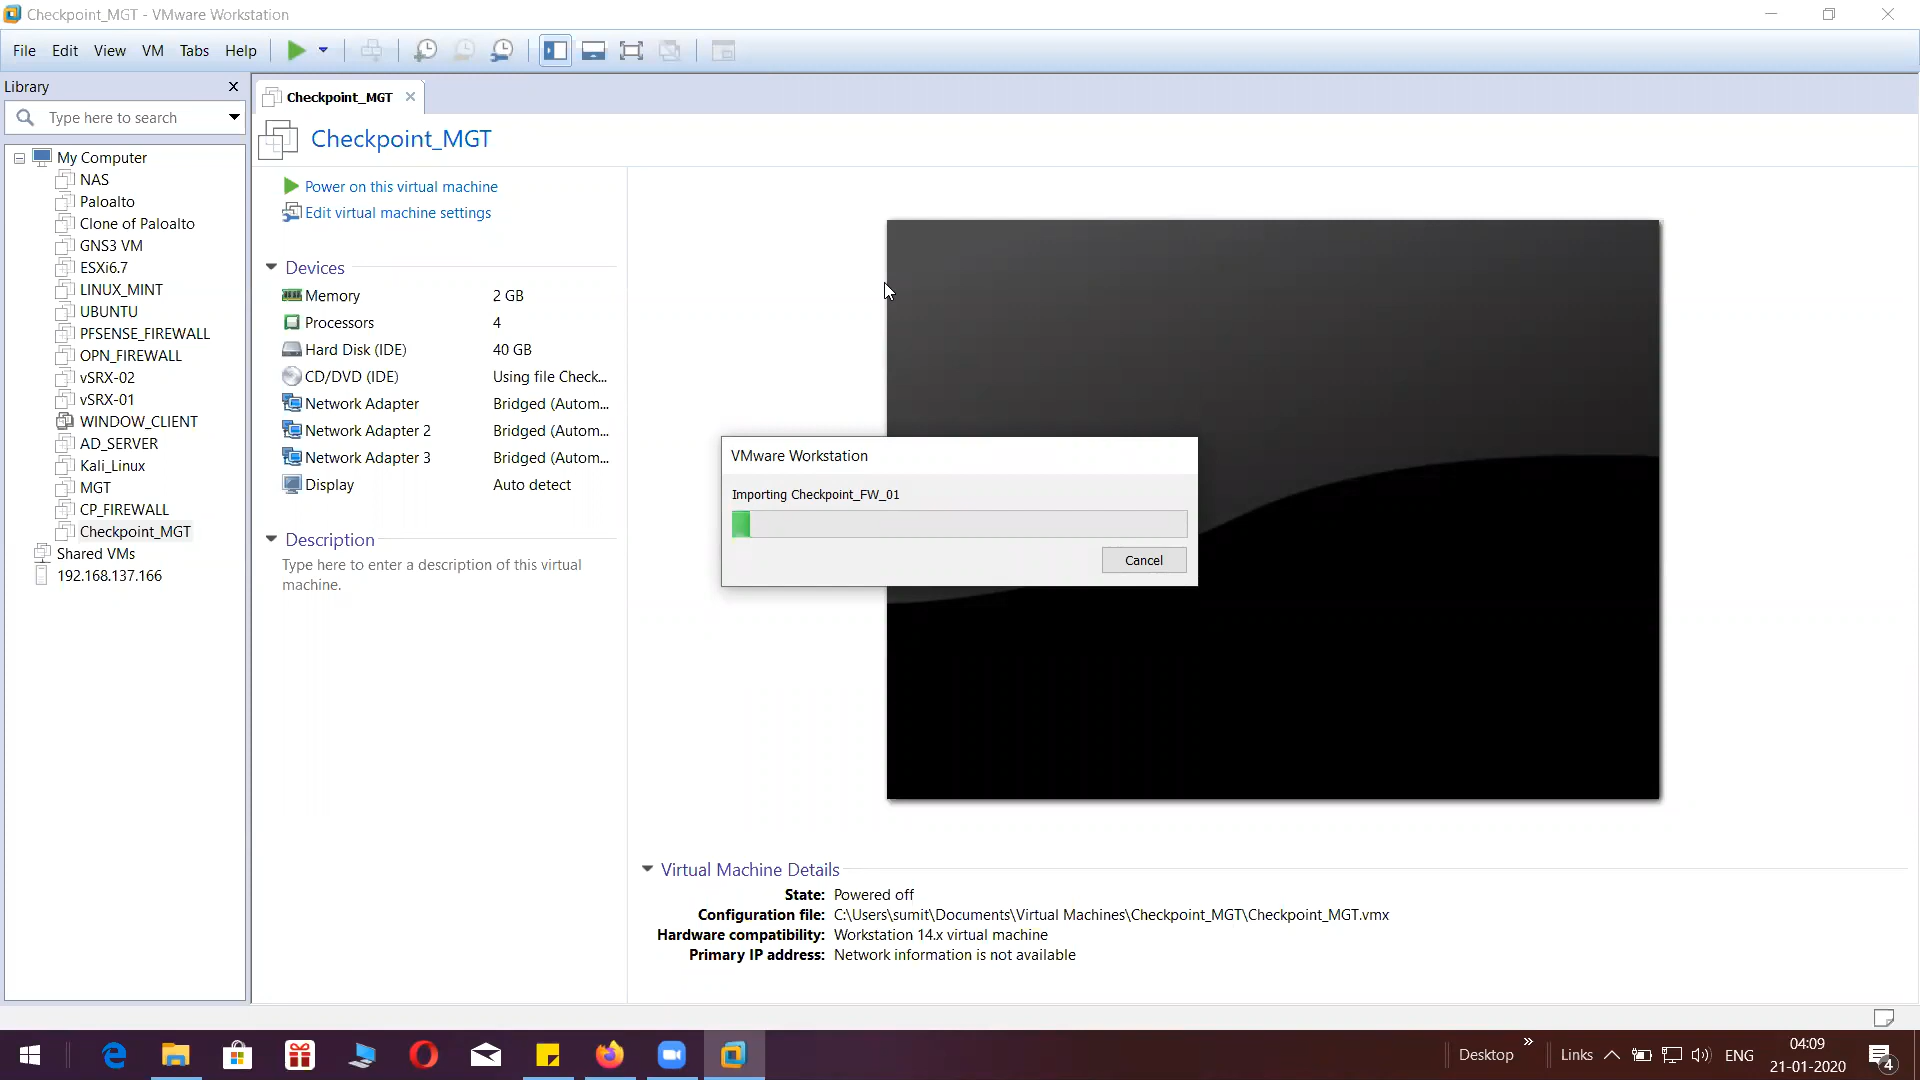 Checkpoint_MGT - VMware Workstation
File Edit View VM Tabs Help
Library
Type here to search
My Computer
NAS
Paloalto
Clone of Paloalto
GNS3 VM
ESXi6.7
LINUX_MINT
UBUNTU
PFSENSE_FIREWALL
OPN_FIREWALL
vSRX-02
vSRX-01
WINDOW_CLIENT
AD_SERVER
Kali_Linux
MGT
CP_FIREWALL
Checkpoint_MGT
Shared VMs
192.168.137.166
Checkpoint_MGT
Checkpoint_MGT
Power on this virtual machine
Edit virtual machine settings
Devices
Memory 2 GB
Processors 4
Hard Disk (IDE) 40 GB
CD/DVD (IDE) Using file Check...
Network Adapter Bridged (Autom...
Network Adapter 2 Bridged (Autom...
Network Adapter 3 Bridged (Autom...
Display Auto detect
Description
Type here to enter a description of this virtual
machine.
VMware Workstation
Importing Checkpoint_FW_01
Cancel
Virtual Machine Details
State: Powered off
Configuration file: C:\Users\sumit\Documents\Virtual Machines\Checkpoint_MGT\Checkpoint_MGT.vmx
Hardware compatibility: Workstation 14.x virtual machine
Primary IP address: Network information is not available
Desktop » Links ENG
04:09
21-01-2020
4